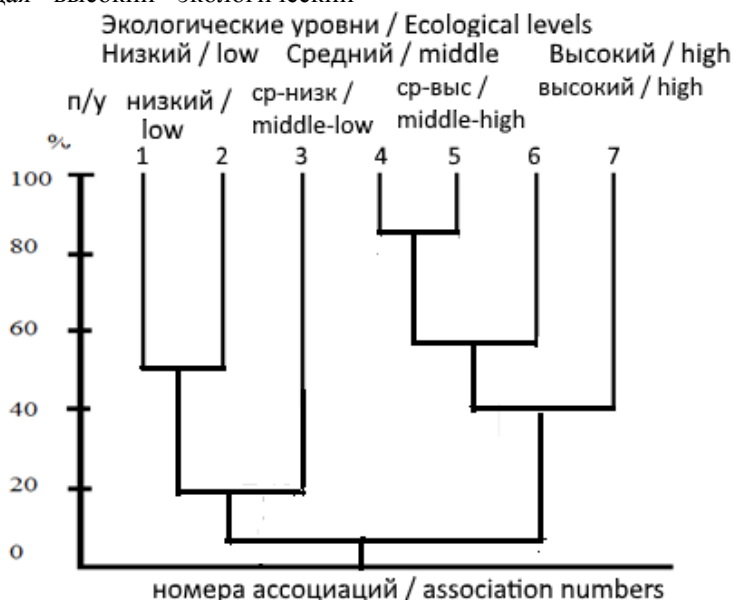 Экологические уровни / Ecological levels
Низкий / low Средний / middle Высокий / high
п/у низкий / low ср-низк / middle-low ср-выс / middle-high высокий / high
%
1 2 3 4 5 6 7
100
80
60
40
20
0
номера ассоциаций / association numbers